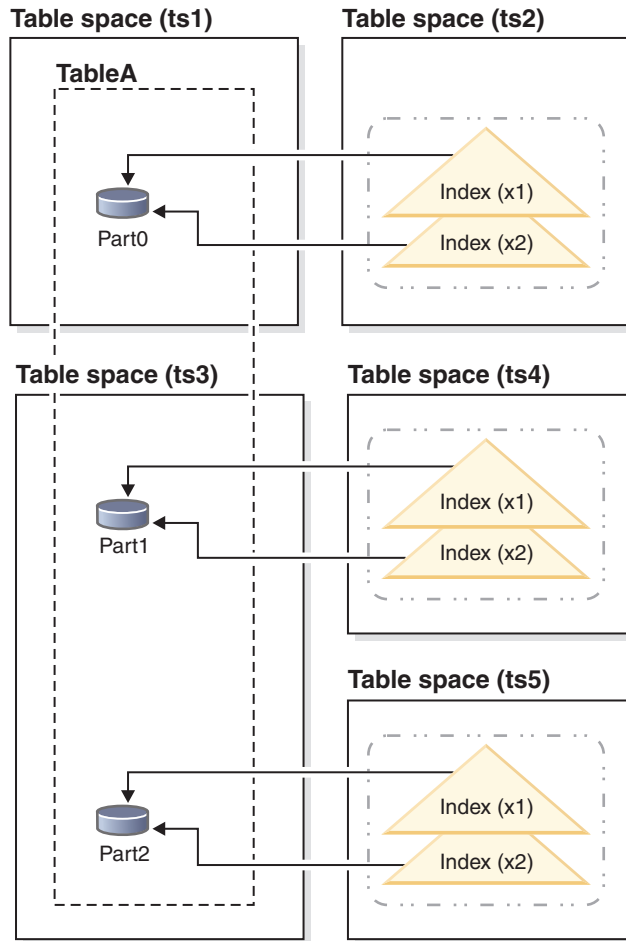 Table space (ts1)
Table space (ts2)
TableA
Part0
Index (x1)
Index (x2)
Table space (ts3)
Table space (ts4)
Part1
Index (x1)
Index (x2)
Table space (ts5)
Part2
Index (x1)
Index (x2)